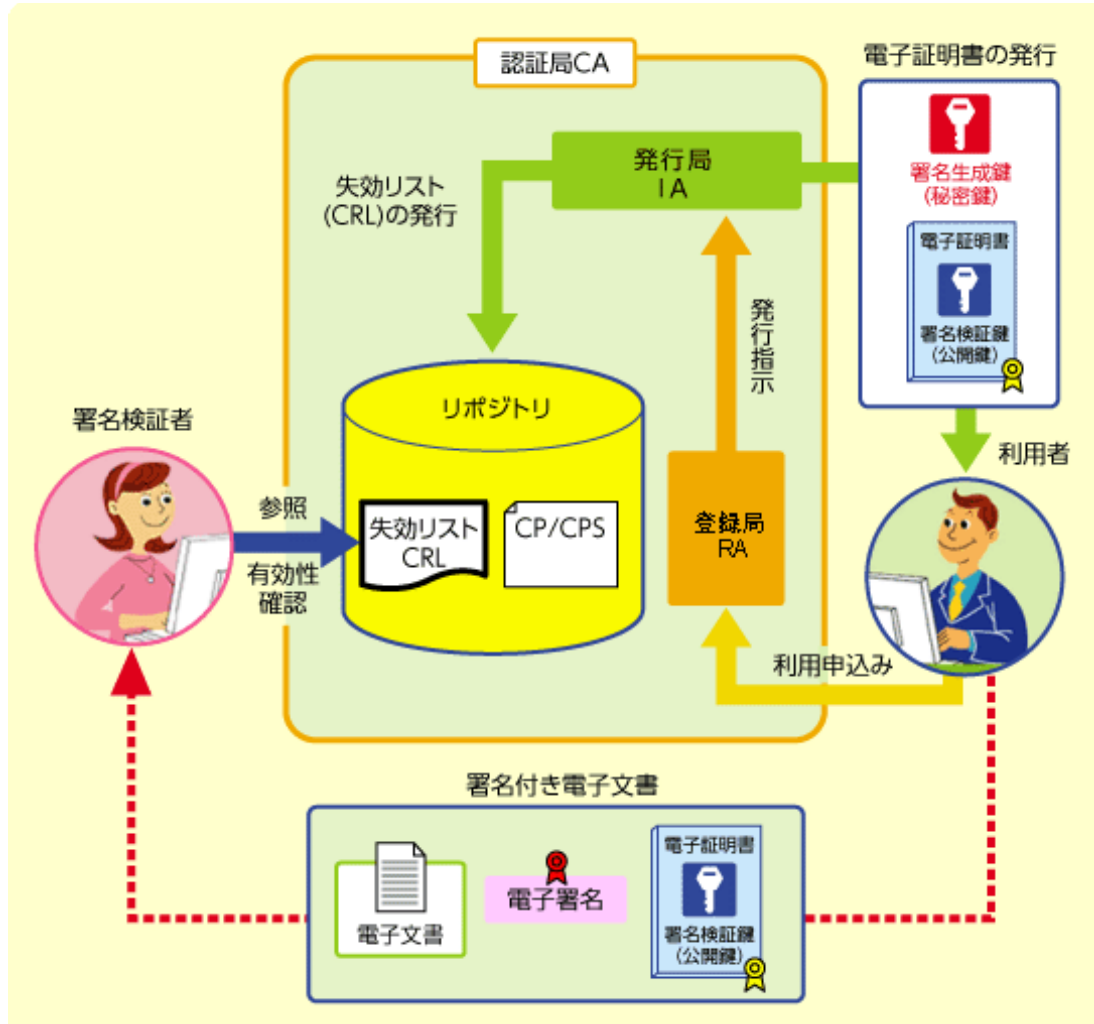 認証局CA
電子証明書の発行
発行局
IA
署名生成鍵
(秘密鍵)
失効リスト
(CRL)の発行
電子証明書
署名検証鍵
(公開鍵)
発行指示
リポジトリ
署名検証者
利用者
参照
有効性
確認
失効リスト
CRL
CP/CPS
登録局
RA
利用申込み
署名付き電子文書
電子文書
電子署名
電子証明書
署名検証鍵
(公開鍵)